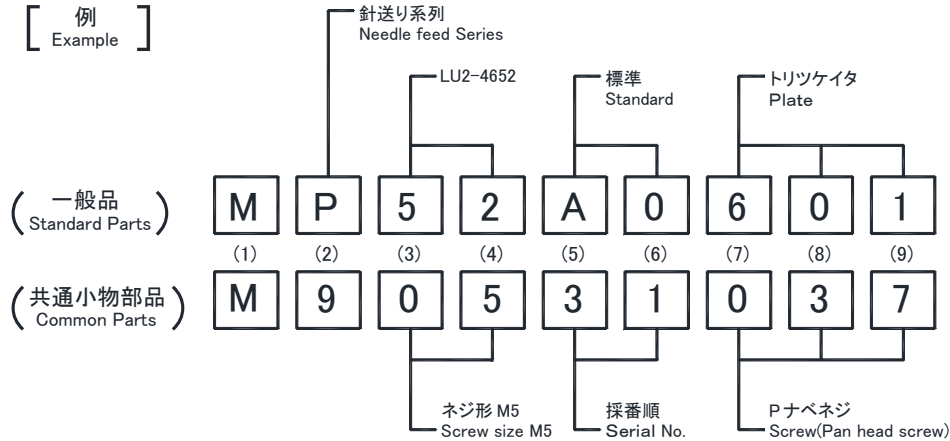 例
Example
針送り系列
Needle feed Series
LU2-4652
標準
Standard
トリツケイタ
Plate
一般品
Standard Parts
M P 5 2 A 0 6 0 1
(1) (2) (3) (4) (5) (6) (7) (8) (9)
共通小物部品
Common Parts
M 9 0 5 3 1 0 3 7
ネジ形 M5
Screw size M5
採番順
Serial No.
Pナベネジ
Screw(Pan head screw)